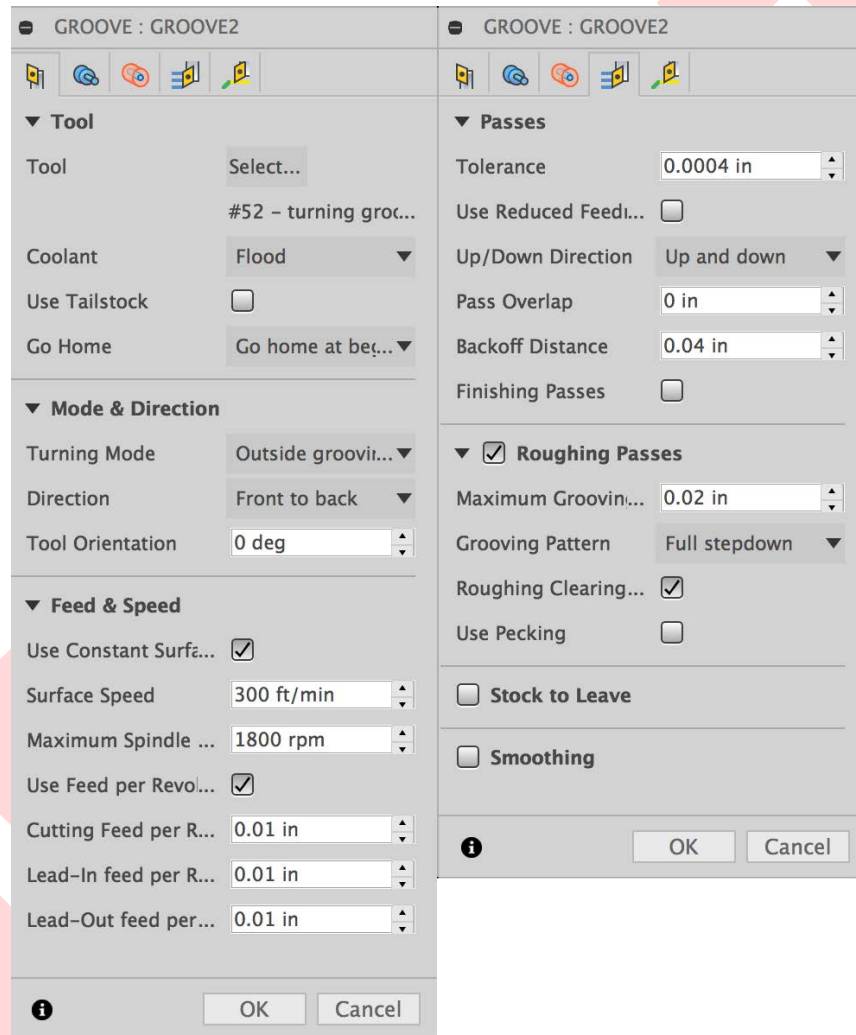 GROOVE : GROOVE2
Tool
Tool Select...
#52 – turning groc...
Coolant Flood
Use Tailstock
Go Home Go home at beç...
Mode & Direction
Turning Mode Outside groovir...
Direction Front to back
Tool Orientation 0 deg
Feed & Speed
Use Constant Surfa...
Surface Speed 300 ft/min
Maximum Spindle ... 1800 rpm
Use Feed per Revol...
Cutting Feed per R... 0.01 in
Lead-In feed per R... 0.01 in
Lead-Out feed per... 0.01 in
OK Cancel
GROOVE : GROOVE2
Passes
Tolerance 0.0004 in
Use Reduced Feedı...
Up/Down Direction Up and down
Pass Overlap 0 in
Backoff Distance 0.04 in
Finishing Passes
Roughing Passes
Maximum Groovin... 0.02 in
Grooving Pattern Full stepdown
Roughing Clearing...
Use Pecking
Stock to Leave
Smoothing
OK Cancel